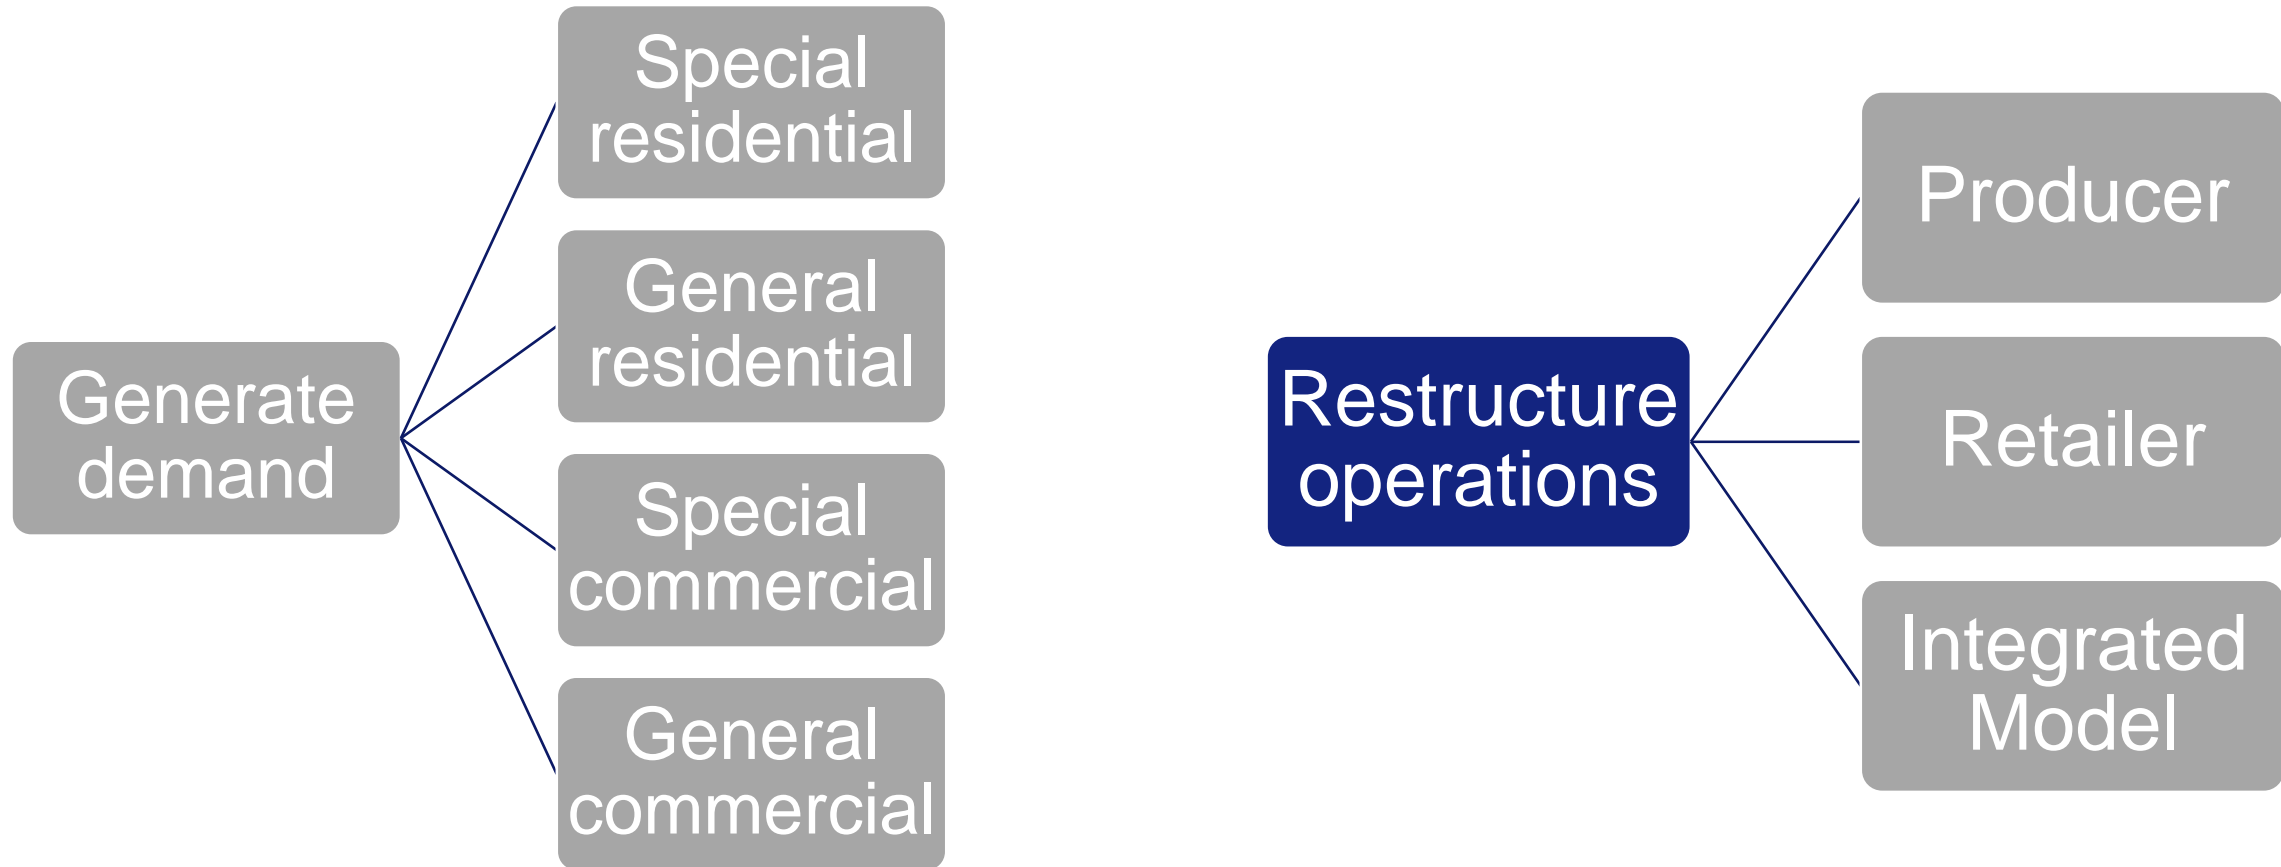 Generate
demand
Special
residential
General
residential
Special
commercial
General
commercial
Restructure
operations
Producer
Retailer
Integrated
Model